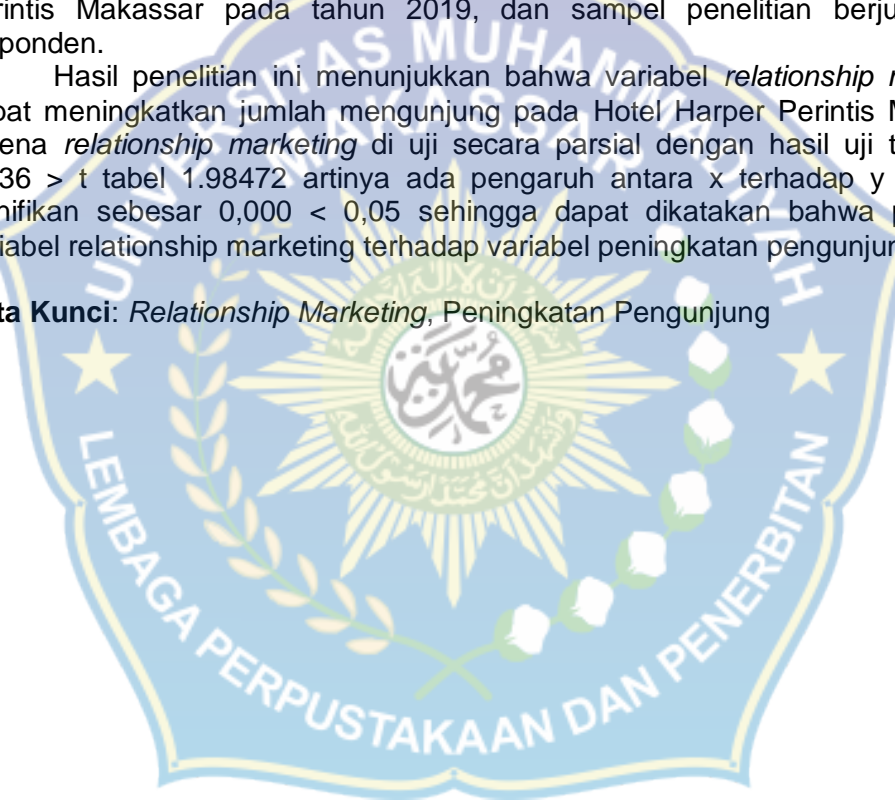 rintis Makassar pada tahun 2019, dan sampel penelitian berju
ponden.
Hasil penelitian ini menunjukkan bahwa variabel relationship
pat meningkatkan jumlah mengunjung pada Hotel Harper Perintis M
ena relationship marketing di uji secara parsial dengan hasil uji t
36 > t tabel 1.98472 artinya ada pengaruh antara x terhadap y
nifikan sebesar 0,000 < 0,05 sehingga dapat dikatakan bahwa p
iabel relationship marketing terhadap variabel peningkatan pengunju
ta Kunci: Relationship Marketing, Peningkatan Pengunjung
UNIVERSITAS MUHAMMADIYAH
MAKASSAR
محمدية
LEMBAGA PERPUSTAKAAN DAN PENERBITAN